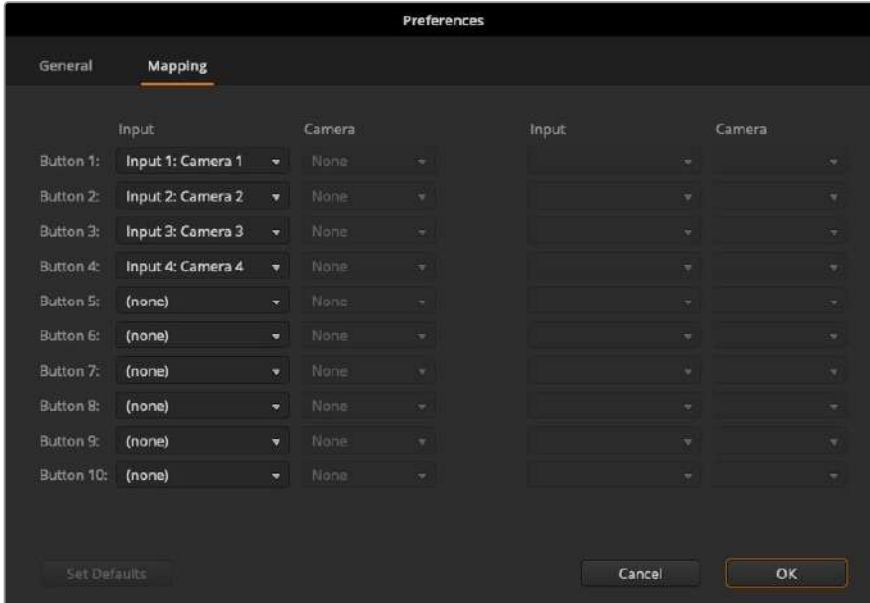 Preferences
General Mapping
Input Camera Input Camera
Button 1: Input 1: Camera 1 None
Button 2: Input 2: Camera 2 None
Button 3: Input 3: Camera 3 None
Button 4: Input 4: Camera 4 None
Button 5: (none) None
Button 6: (none) None
Button 7: (none) None
Button 8: (none) None
Button 9: (none) None
Button 10: (none) None
Set Defaults Cancel OK